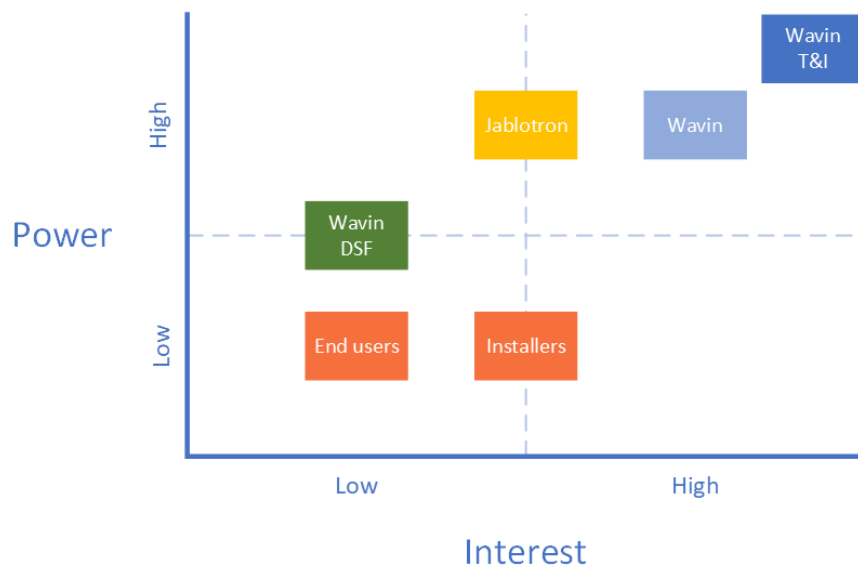 Wavin
T&I
High
Jablotron
Wavin
Power
Wavin
DSF
Low
End users
Installers
Low
High
Interest